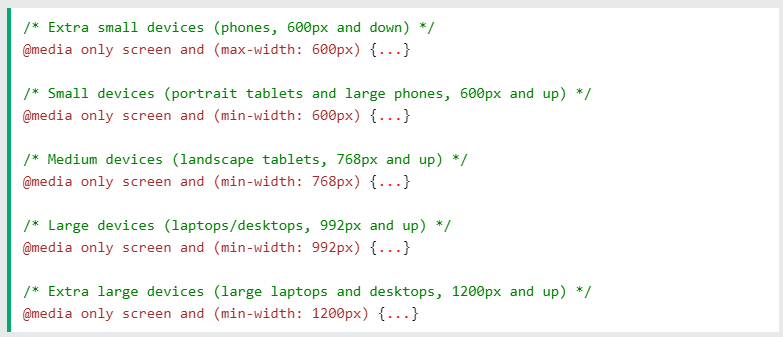 /* Extra small devices (phones, 600px and down) */
@media only screen and (max-width: 600px) {...}
/* Small devices (portrait tablets and large phones, 600px and up) */
@media only screen and (min-width: 600px) {...}
/* Medium devices (landscape tablets, 768px and up) */
@media only screen and (min-width: 768px) {...}
/* Large devices (laptops/desktops, 992px and up) */
@media only screen and (min-width: 992px) {...}
/* Extra large devices (large laptops and desktops, 1200px and up) */
@media only screen and (min-width: 1200px) {...}